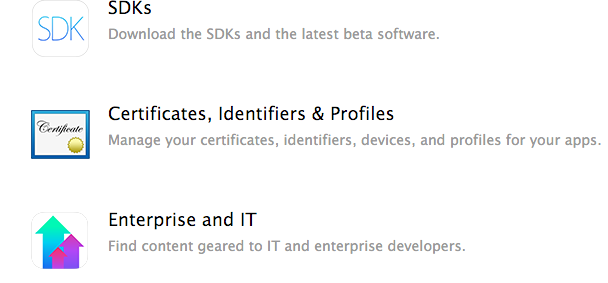 SDK
SDKs
Download the SDKs and the latest beta software.
Certificate
Certificates, Identifiers & Profiles
Manage your certificates, identifiers, devices, and profiles for your apps.
Enterprise and IT
Find content geared to IT and enterprise developers.